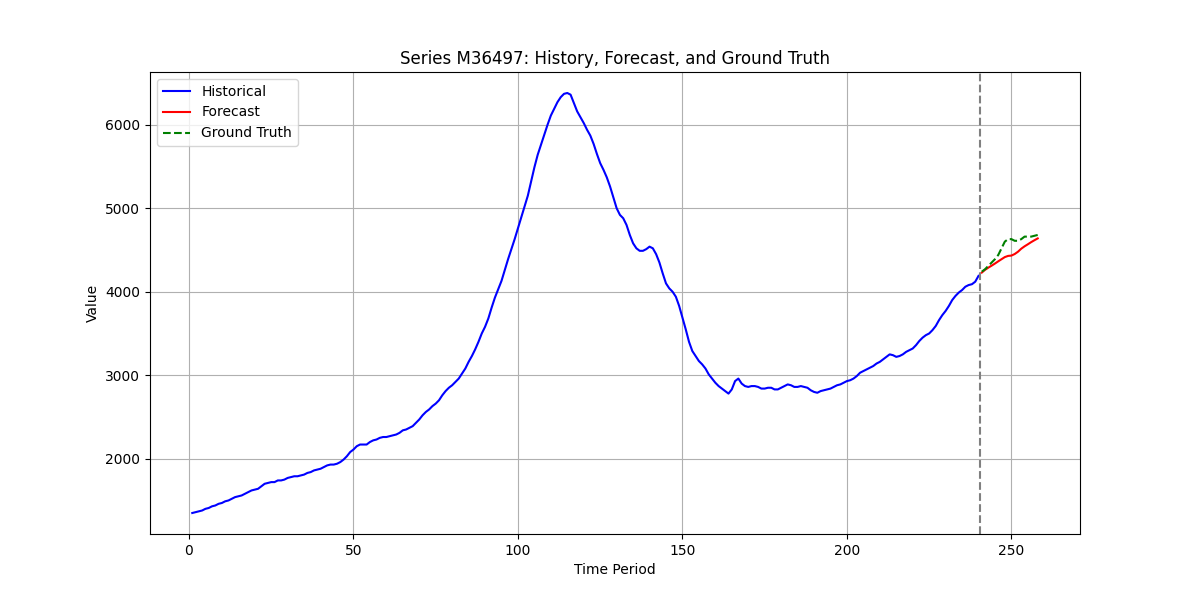 Series M36497: History, Forecast, and Ground Truth
Historical
Forecast
Ground Truth
6000
5000
4000
3000
2000
Value
0
50
100
150
200
250
Time Period